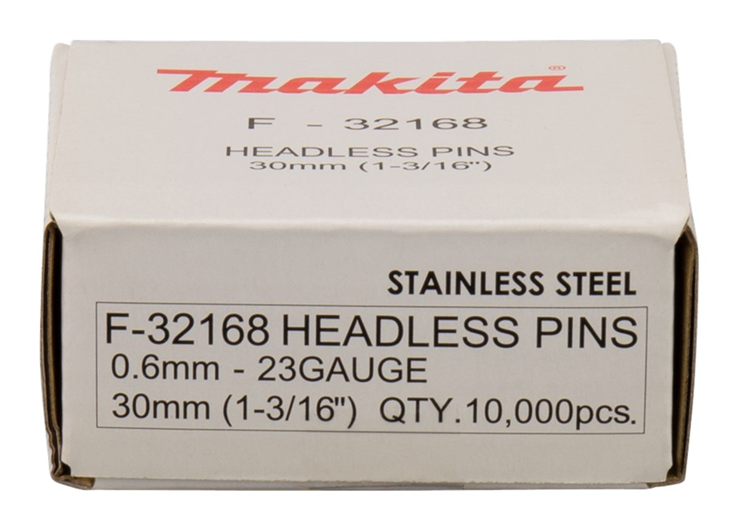 makita®
F - 32168
HEADLESS PINS
30mm (1-3/16")
STAINLESS STEEL
F-32168 HEADLESS PINS
0.6mm - 23GAUGE
30mm (1-3/16") QTY.10,000pcs.